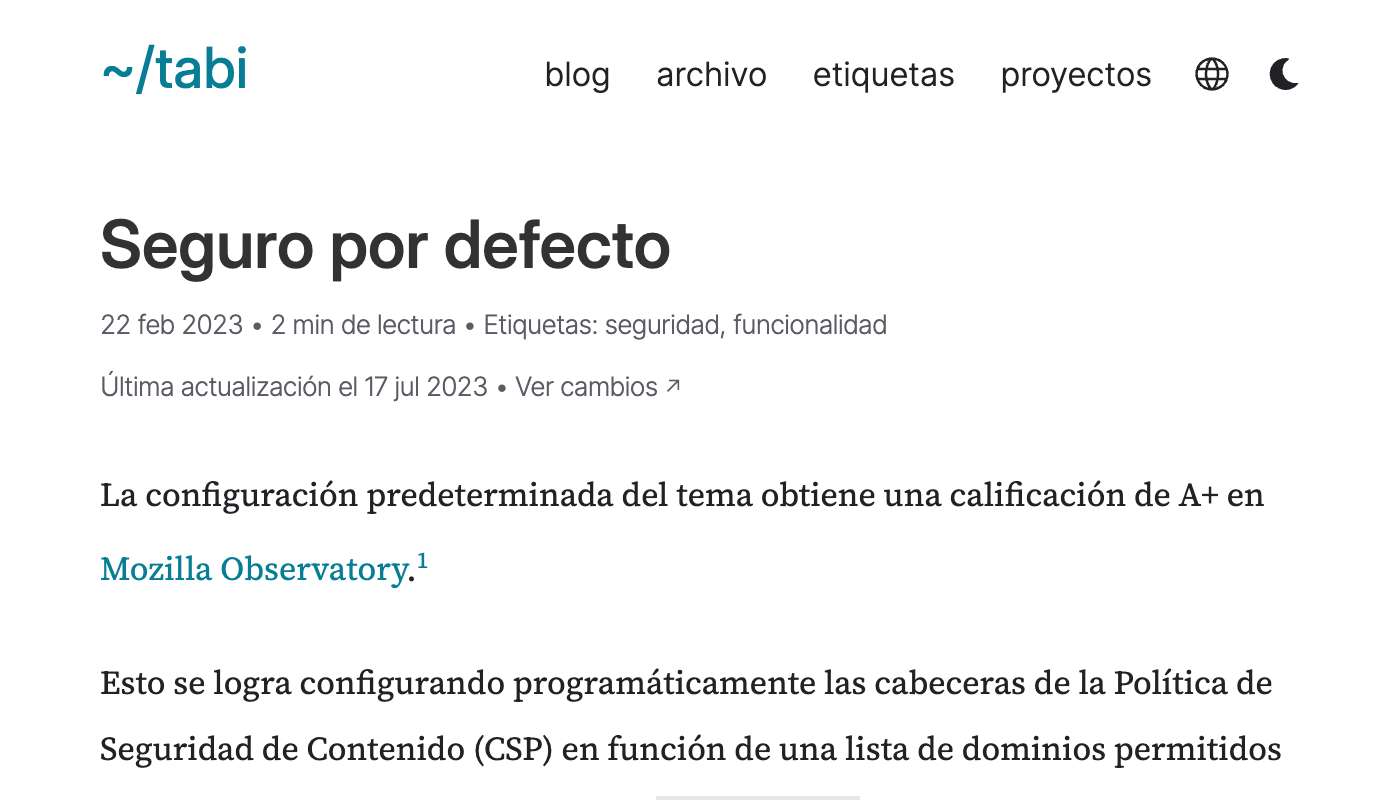 ~/tabi
blog archivo etiquetas proyectos
Seguro por defecto
22 feb 2023 • 2 min de lectura • Etiquetas: seguridad, funcionalidad
Última actualización el 17 jul 2023 • Ver cambios ↗
La configuración predeterminada del tema obtiene una calificación de A+ en
Mozilla Observatory.¹
Esto se logra configurando programáticamente las cabeceras de la Política de
Seguridad de Contenido (CSP) en función de una lista de dominios permitidos